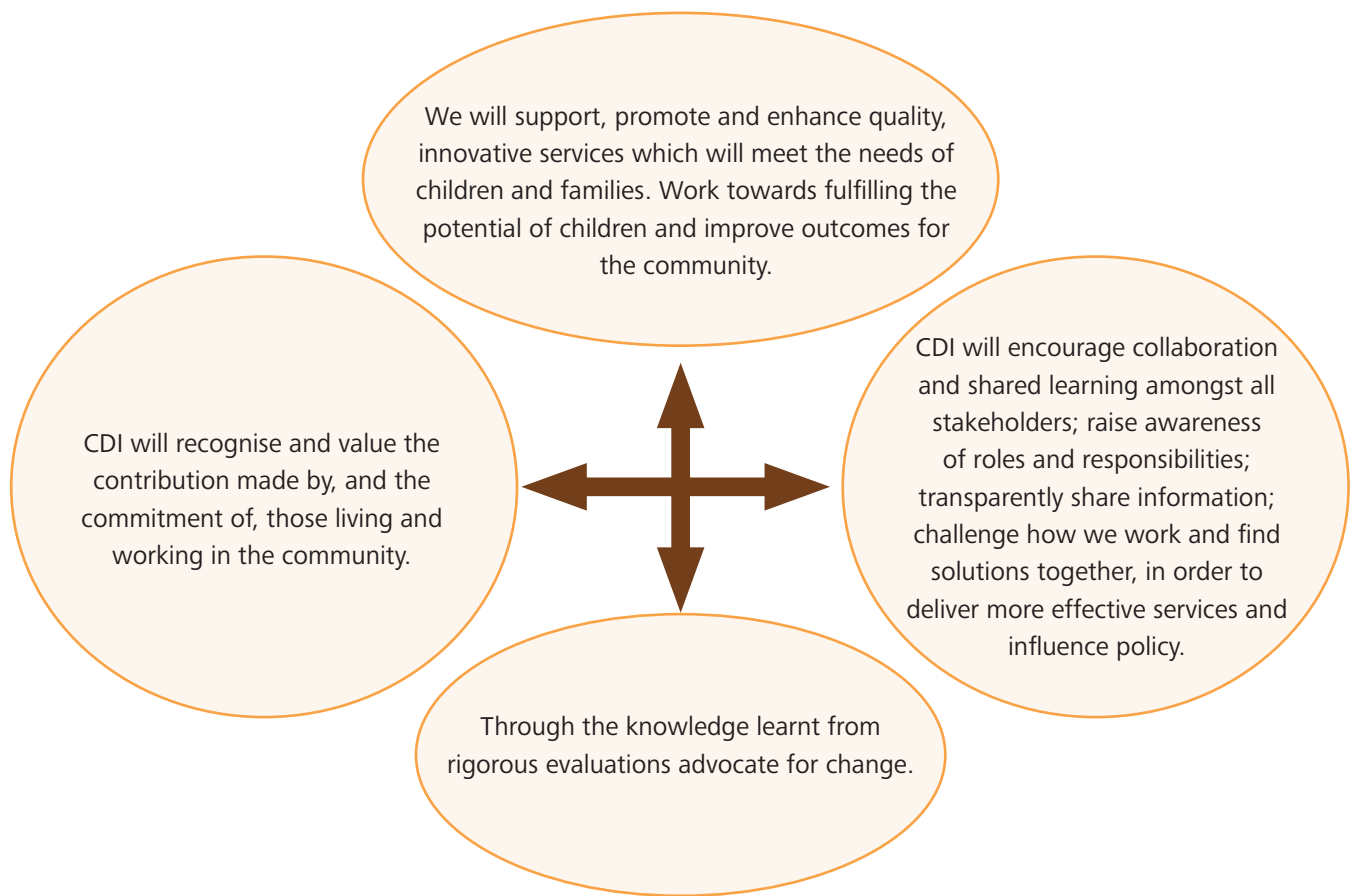 We will support, promote and enhance quality,
innovative services which will meet the needs of
children and families. Work towards fulfilling the
potential of children and improve outcomes for
the community.
CDI will recognise and value the
contribution made by, and the
commitment of, those living and
working in the community.
CDI will encourage collaboration
and shared learning amongst all
stakeholders; raise awareness
of roles and responsibilities;
transparently share information;
challenge how we work and find
solutions together, in order to
deliver more effective services and
influence policy.
Through the knowledge learnt from
rigorous evaluations advocate for change.